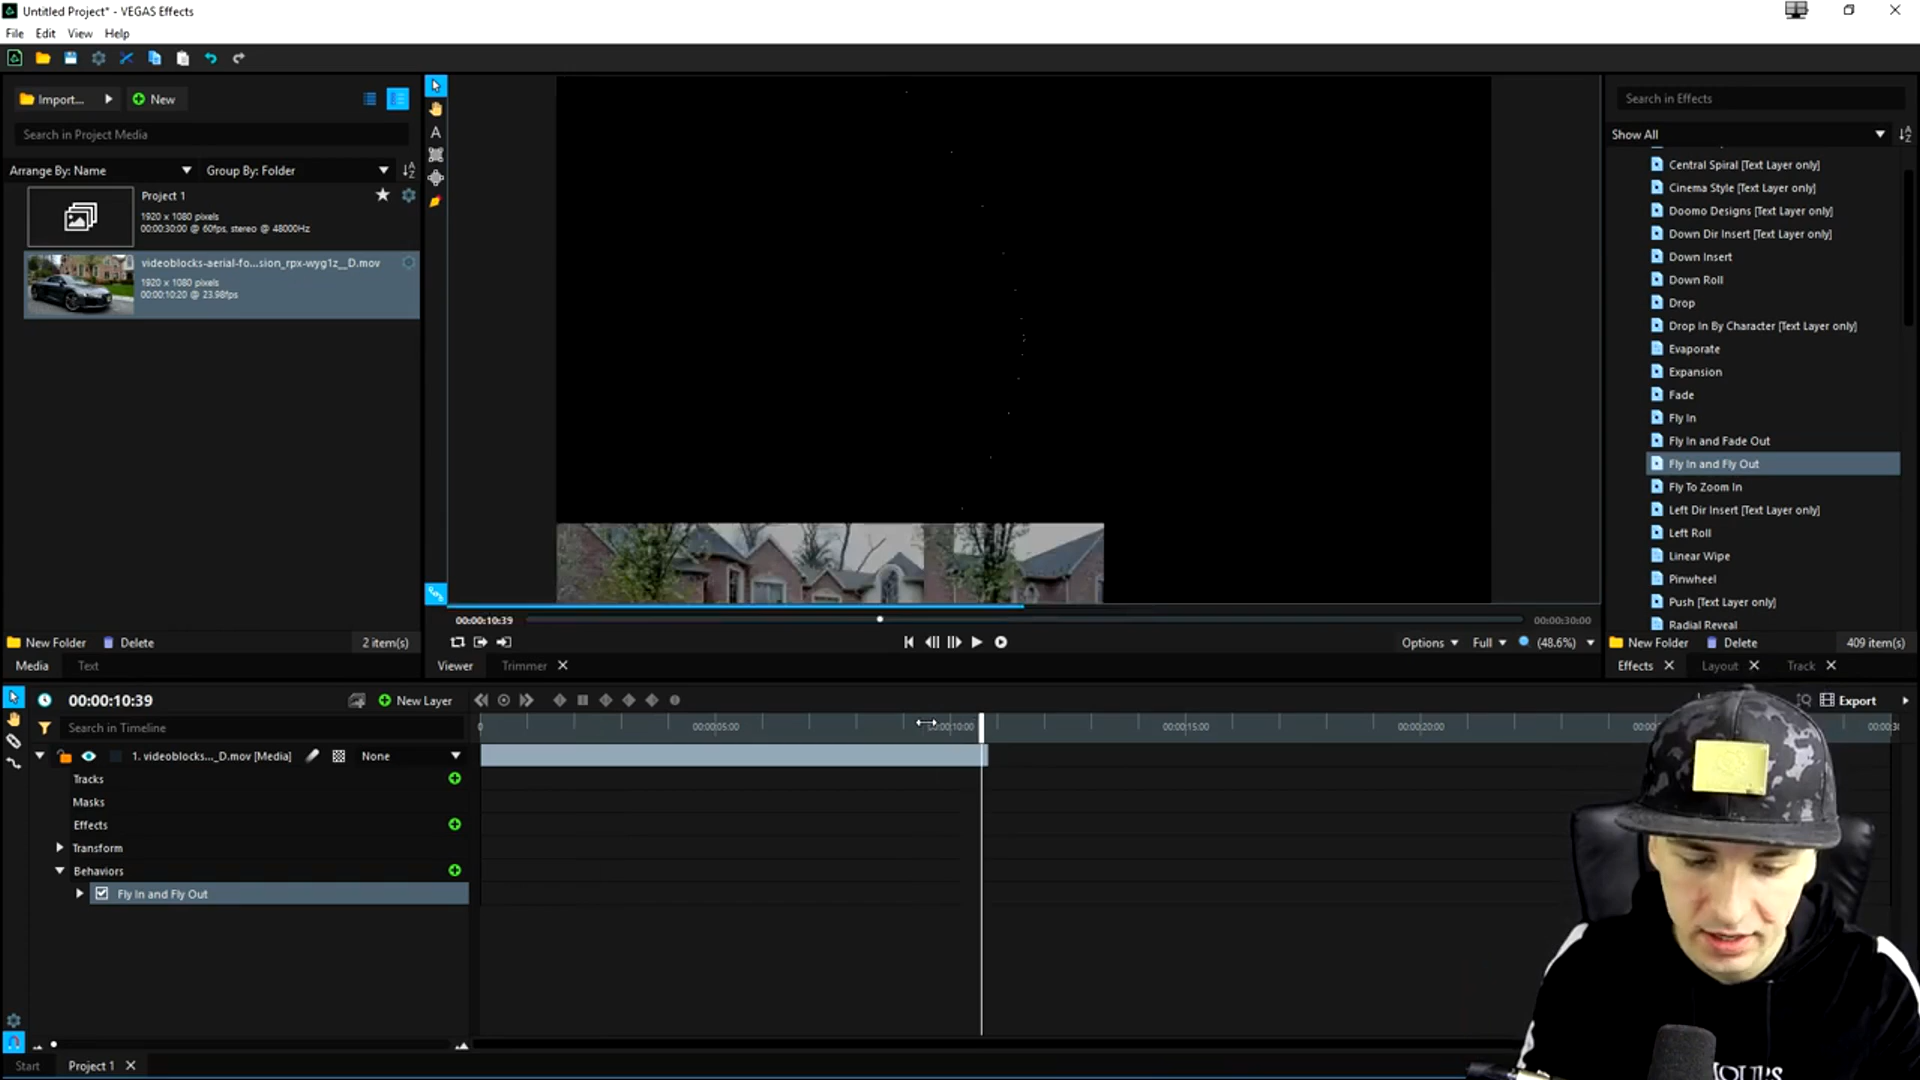 Untitled Project* - VEGAS Effects
File Edit View Help
Import... New
Search in Project Media
Arrange By: Name Group By: Folder
Project 1
1920 x 1080 pixels
00:00:30:00 @ 60fps, stereo @ 48000Hz
videoblocks-aerial-fo...sion_rpx-wyg1z__D.mov
1920 x 1080 pixels
00:00:10:20 @ 23.98fps
New Folder Delete 2 item(s)
Media Text
00:00:10:39 00:00:30:00
Options Full (48.6%)
Viewer Trimmer
Search in Effects
Show All
Central Spiral [Text Layer only]
Cinema Style [Text Layer only]
Doomo Designs [Text Layer only]
Down Dir Insert [Text Layer only]
Down Insert
Down Roll
Drop
Drop In By Character [Text Layer only]
Evaporate
Expansion
Fade
Fly In
Fly In and Fade Out
Fly In and Fly Out
Fly To Zoom In
Left Dir Insert [Text Layer only]
Left Roll
Linear Wipe
Pinwheel
Push [Text Layer only]
Radial Reveal
New Folder Delete 409 item(s)
Effects Layout Track
00:00:10:39 New Layer Export
Search in Timeline
0 00:00:05:00 00:00:10:00 00:00:15:00 00:00:20:00
1. videoblocks..._D.mov [Media] None
Tracks
Masks
Effects
Transform
Behaviors
Fly In and Fly Out
Start Project 1